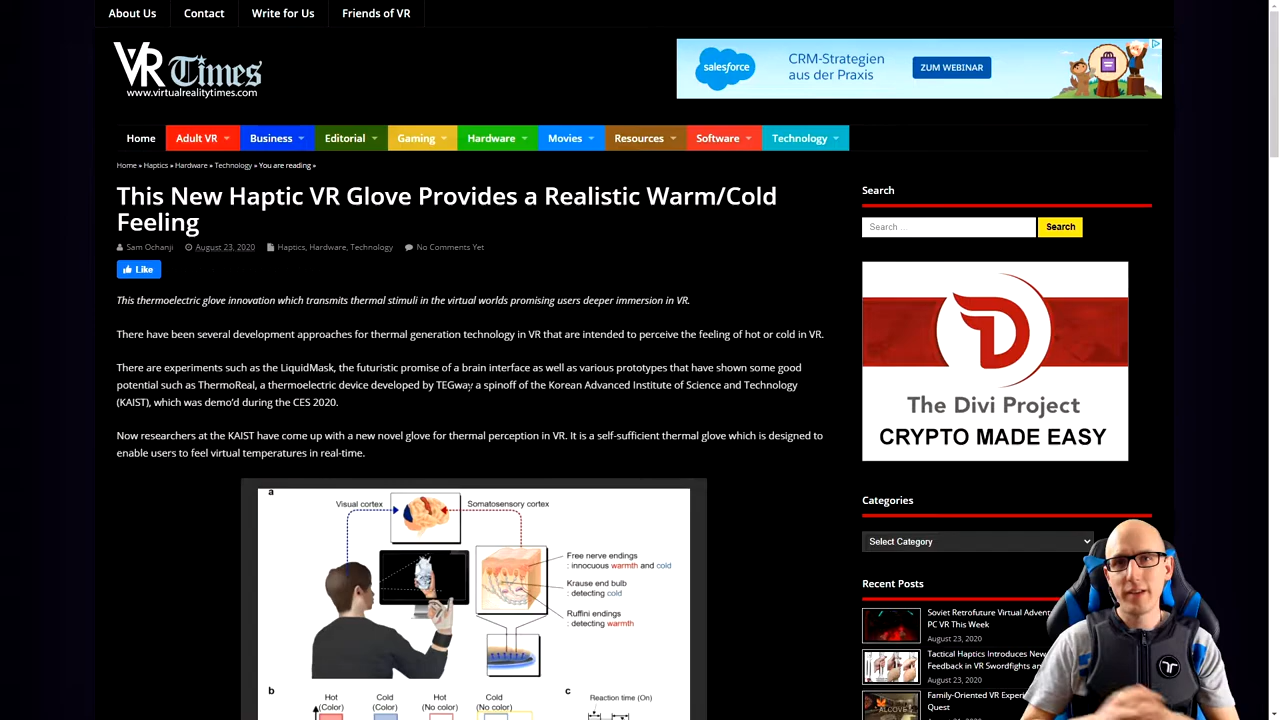 About Us
Contact
Write for Us
Friends of VR
VR Times
www.virtualrealitytimes.com
salesforce
CRM-Strategien
aus der Praxis
ZUM WEBINAR
Home
Adult VR
Business
Editorial
Gaming
Hardware
Movies
Resources
Software
Technology
Home » Haptics » Hardware » Technology » You are reading »
This New Haptic VR Glove Provides a Realistic Warm/Cold
Feeling
Sam Ochanji
August 23, 2020
Haptics, Hardware, Technology
No Comments Yet
Like
This thermoelectric glove innovation which transmits thermal stimuli in the virtual worlds promising users deeper immersion in VR.
There have been several development approaches for thermal generation technology in VR that are intended to perceive the feeling of hot or cold in VR.
There are experiments such as the LiquidMask, the futuristic promise of a brain interface as well as various prototypes that have shown some good
potential such as ThermoReal, a thermoelectric device developed by TEGway a spinoff of the Korean Advanced Institute of Science and Technology
(KAIST), which was demo'd during the CES 2020.
Now researchers at the KAIST have come up with a new novel glove for thermal perception in VR. It is a self-sufficient thermal glove which is designed to
enable users to feel virtual temperatures in real-time.
a
Visual cortex
Somatosensory cortex
Free nerve endings
: innocuous warmth and cold
Krause end bulb
: detecting cold
Ruffini endings
: detecting warmth
b
Hot
(Color)
Cold
(Color)
Hot
(No color)
Cold
(No color)
c
Reaction time (On)
Search
Search ...
Search
The Divi Project
CRYPTO MADE EASY
Categories
Select Category
Recent Posts
Soviet Retrofuture Virtual Advent
PC VR This Week
August 23, 2020
Tactical Haptics Introduces New
Feedback in VR Swordfights a
August 23, 2020
Family-Oriented VR Experi
Quest
August 21, 2020
ALCOVE